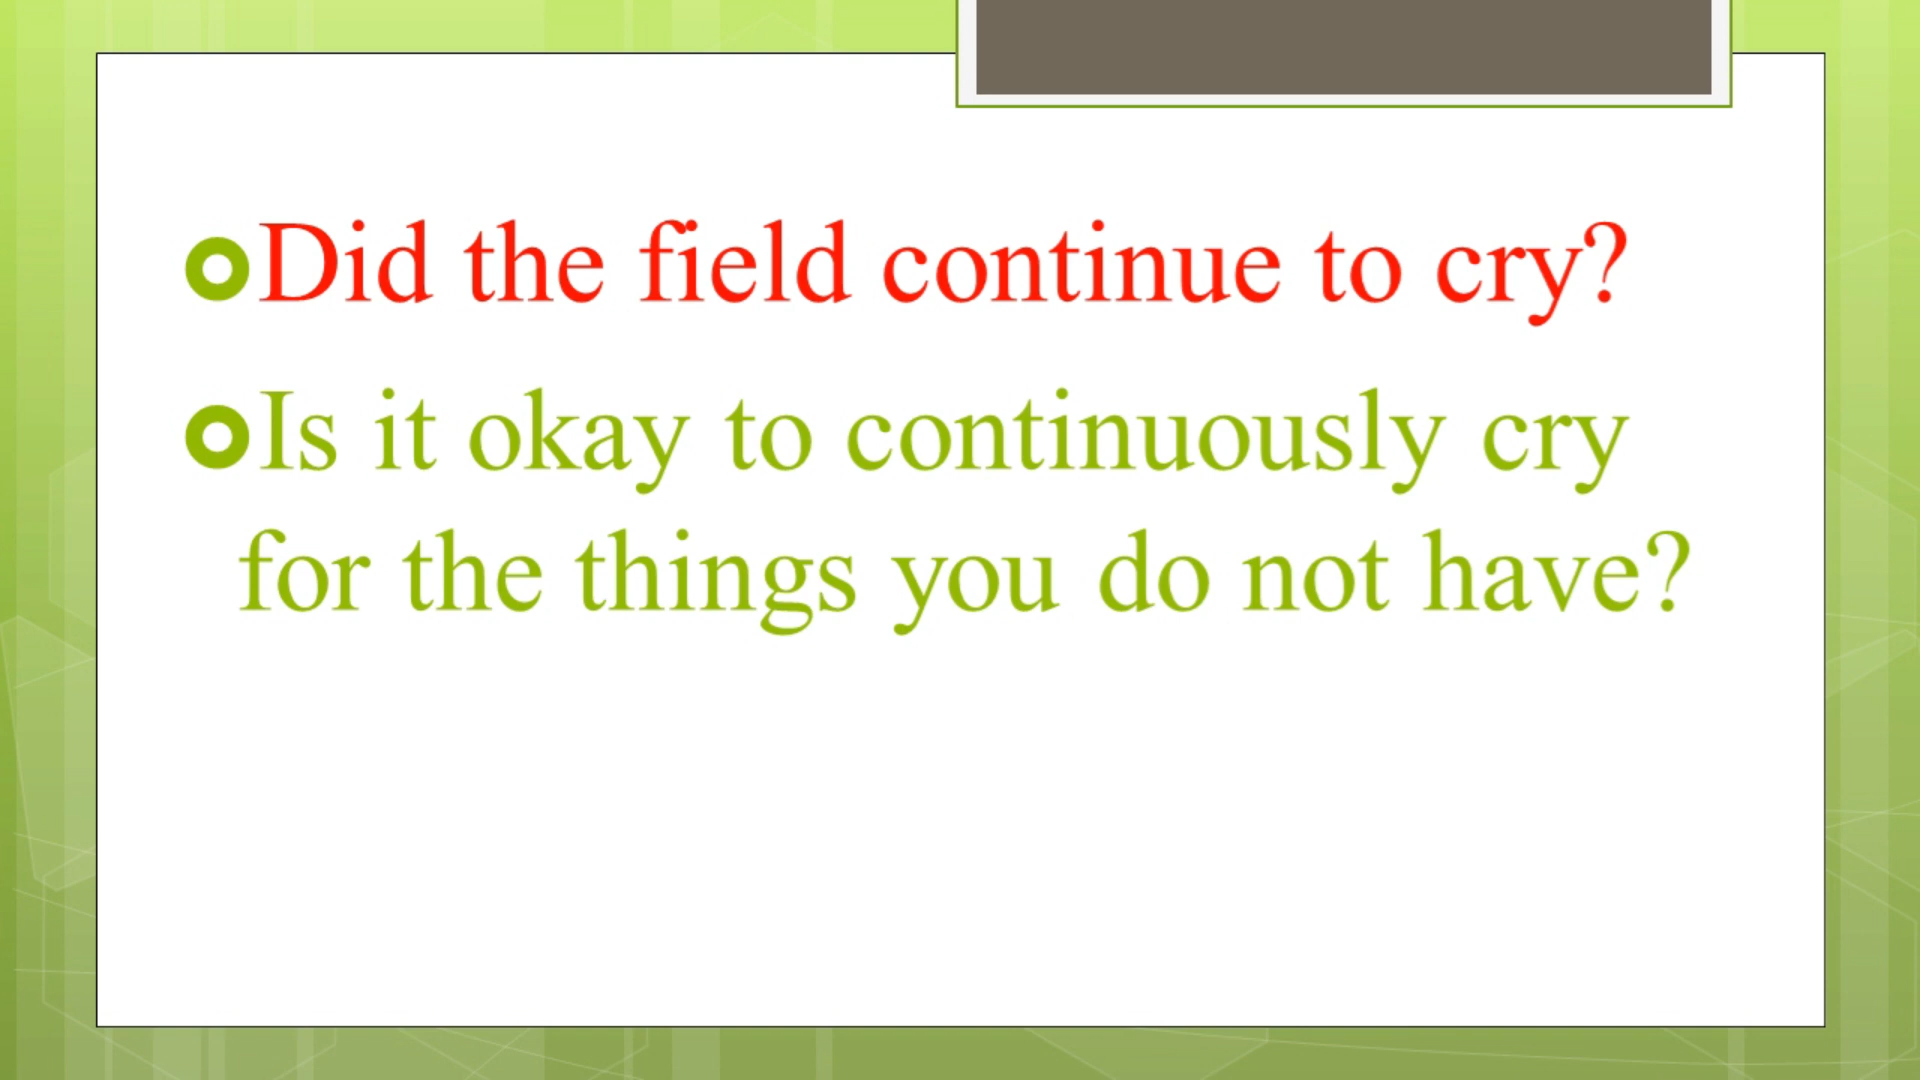 Did the field continue to cry?
Is it okay to continuously cry
for the things you do not have?